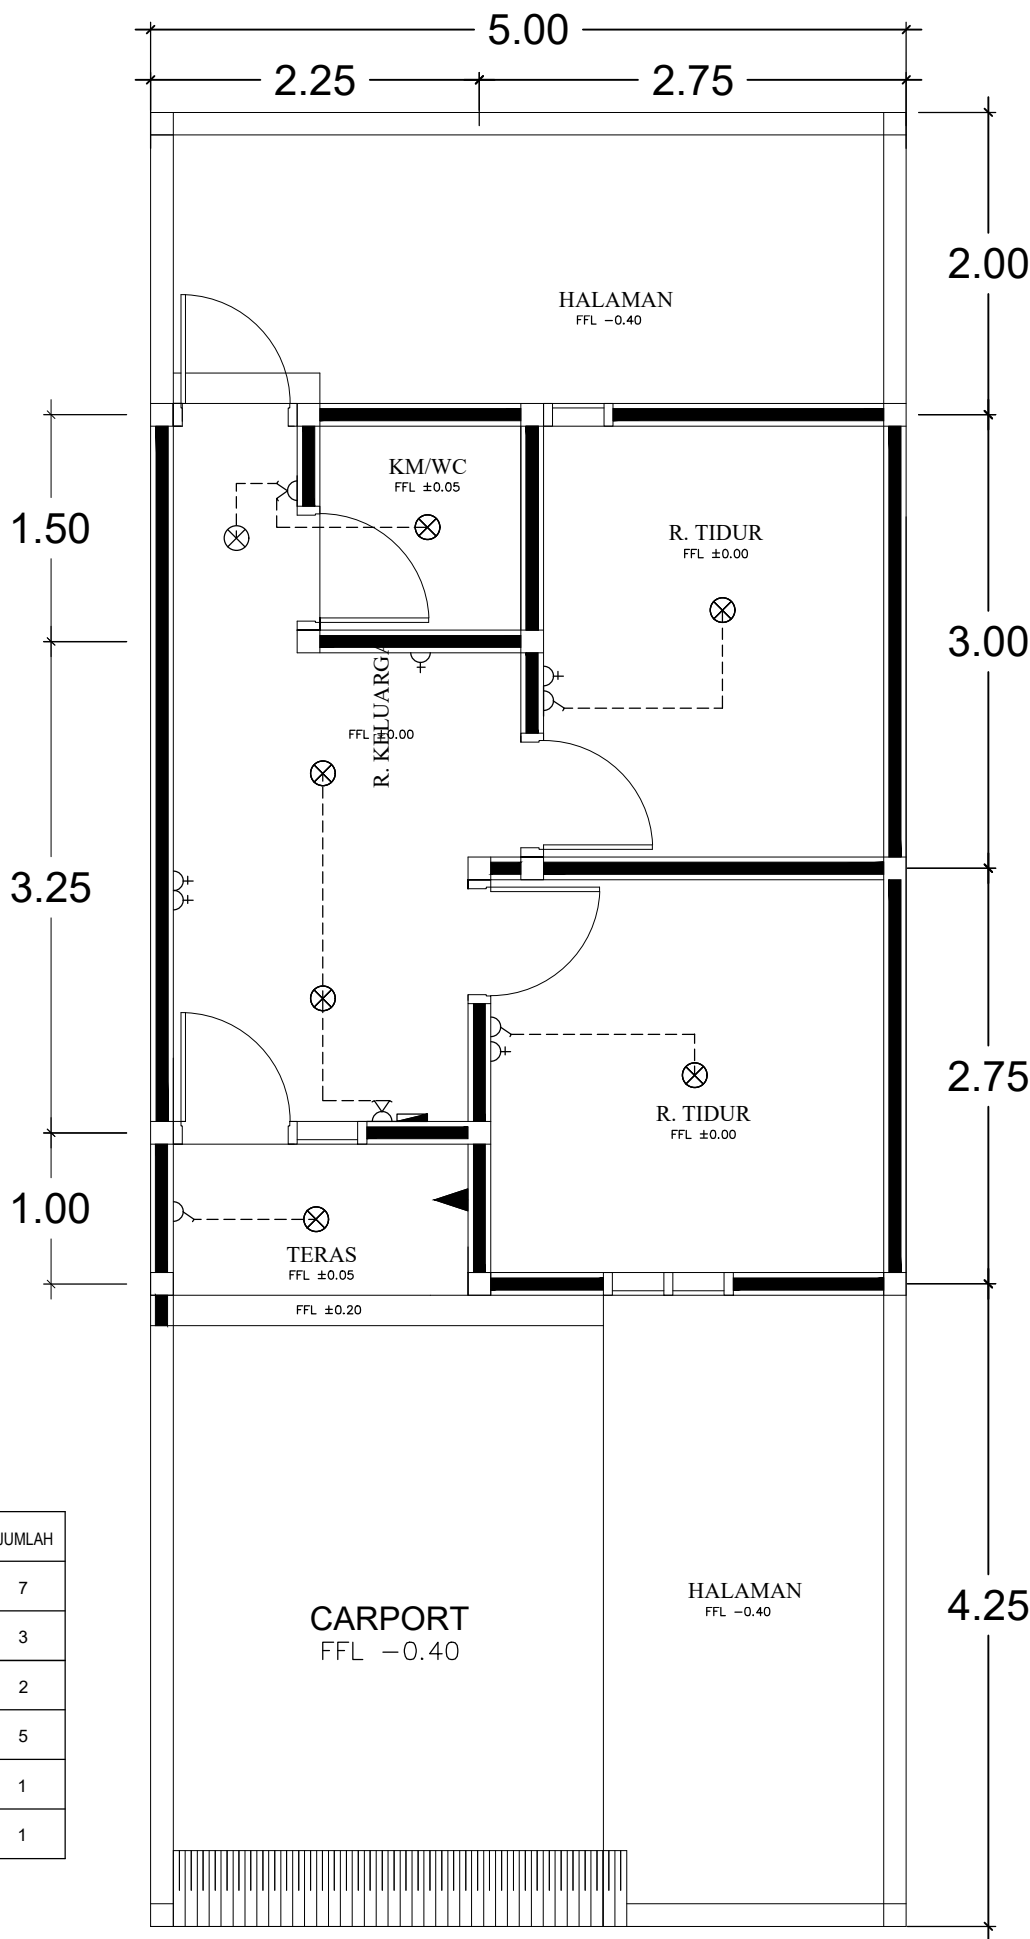 5.00
2.25
2.75
2.00
HALAMAN
FFL −0.40
KM/WC
FFL ±0.05
1.50
R. TIDUR
FFL ±0.00
3.00
R. KELUARGA
FFL ±0.00
3.25
2.75
R. TIDUR
FFL ±0.00
1.00
TERAS
FFL ±0.05
FFL ±0.20
JUMLAH
7
3
2
5
1
1
CARPORT
FFL −0.40
HALAMAN
FFL −0.40
4.25